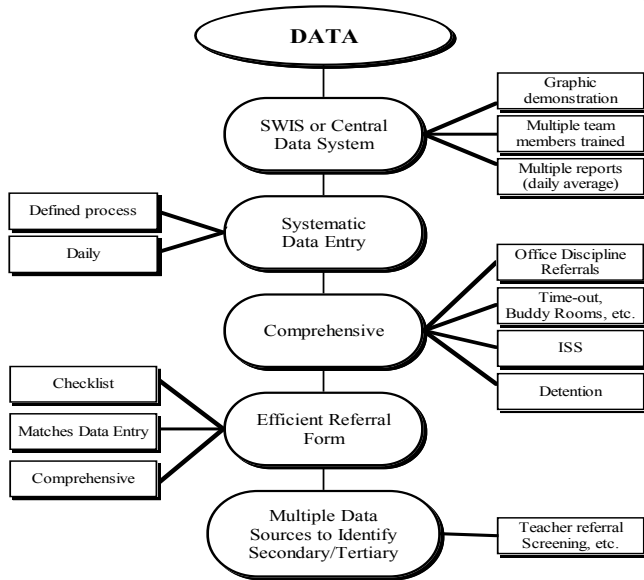 DATA
SWIS or Central
Data System
Graphic
demonstration
Multiple team
members trained
Multiple reports
(daily average)
Defined process
Daily
Systematic
Data Entry
Comprehensive
Office Discipline
Referrals
Time-out,
Buddy Rooms, etc.
ISS
Detention
Checklist
Matches Data Entry
Comprehensive
Efficient Referral
Form
Multiple Data
Sources to Identify
Secondary/Tertiary
Teacher referral
Screening, etc.